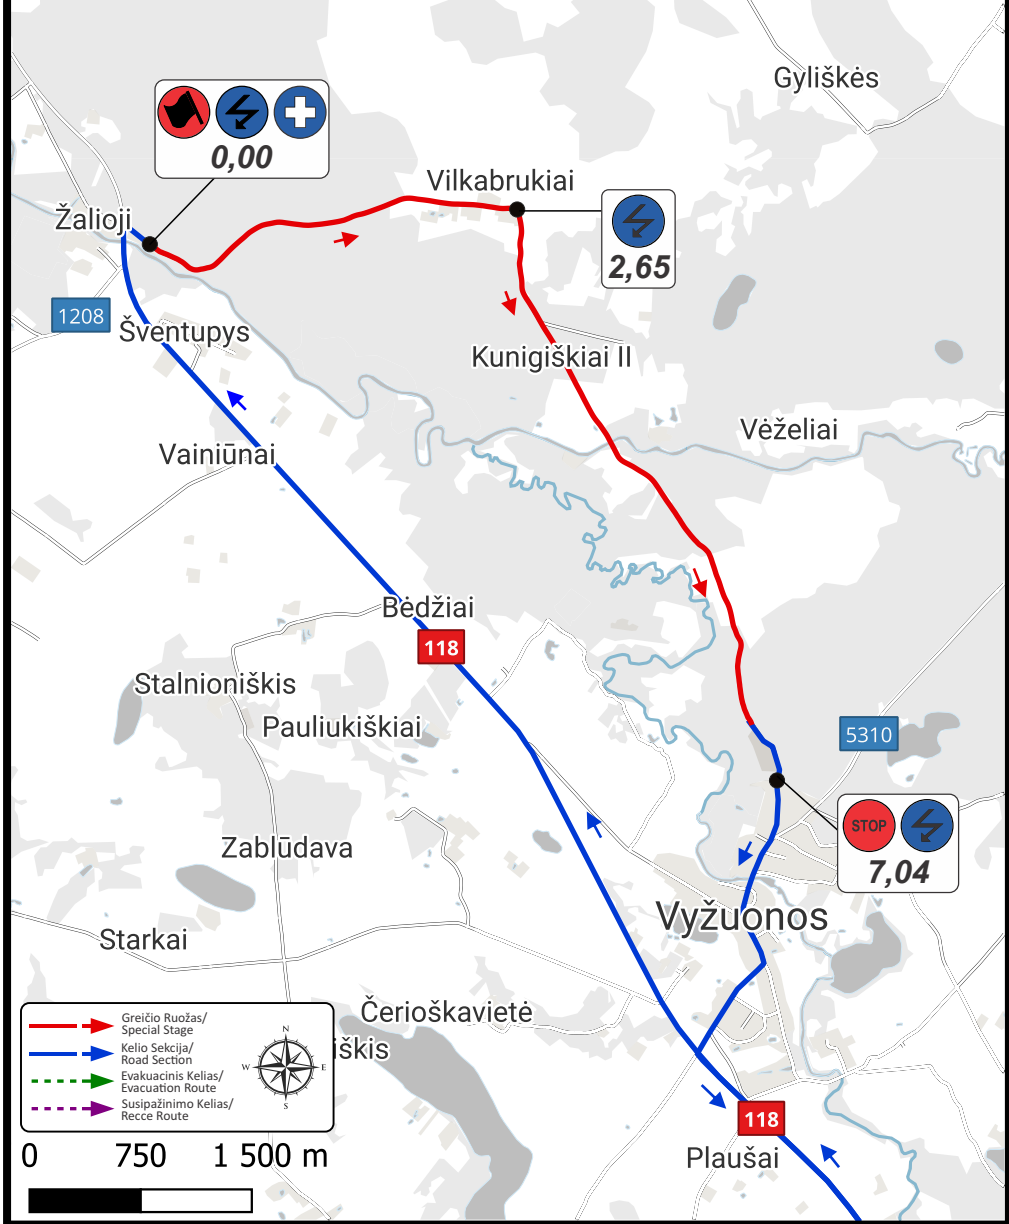 Gyliškės
0,00
Vilkabrukiai
Žalioji
2,65
1208
Šventupys
Kunigiškiai II
Vėželiai
Vainiūnai
Bėdžiai
118
Stalnioniškis
Pauliukiškiai
5310
STOP
7,04
Zablūdava
Vyžuonos
Starkai
Čerioškavietė
iškis
Greičio Ruožas/
Special Stage
Kelio Sekcija/
Road Section
Evakuacinis Kelias/
Evacuation Route
Susipažinimo Kelias/
Recce Route
N
W
E
S
118
Plaušai
0 750 1 500 m